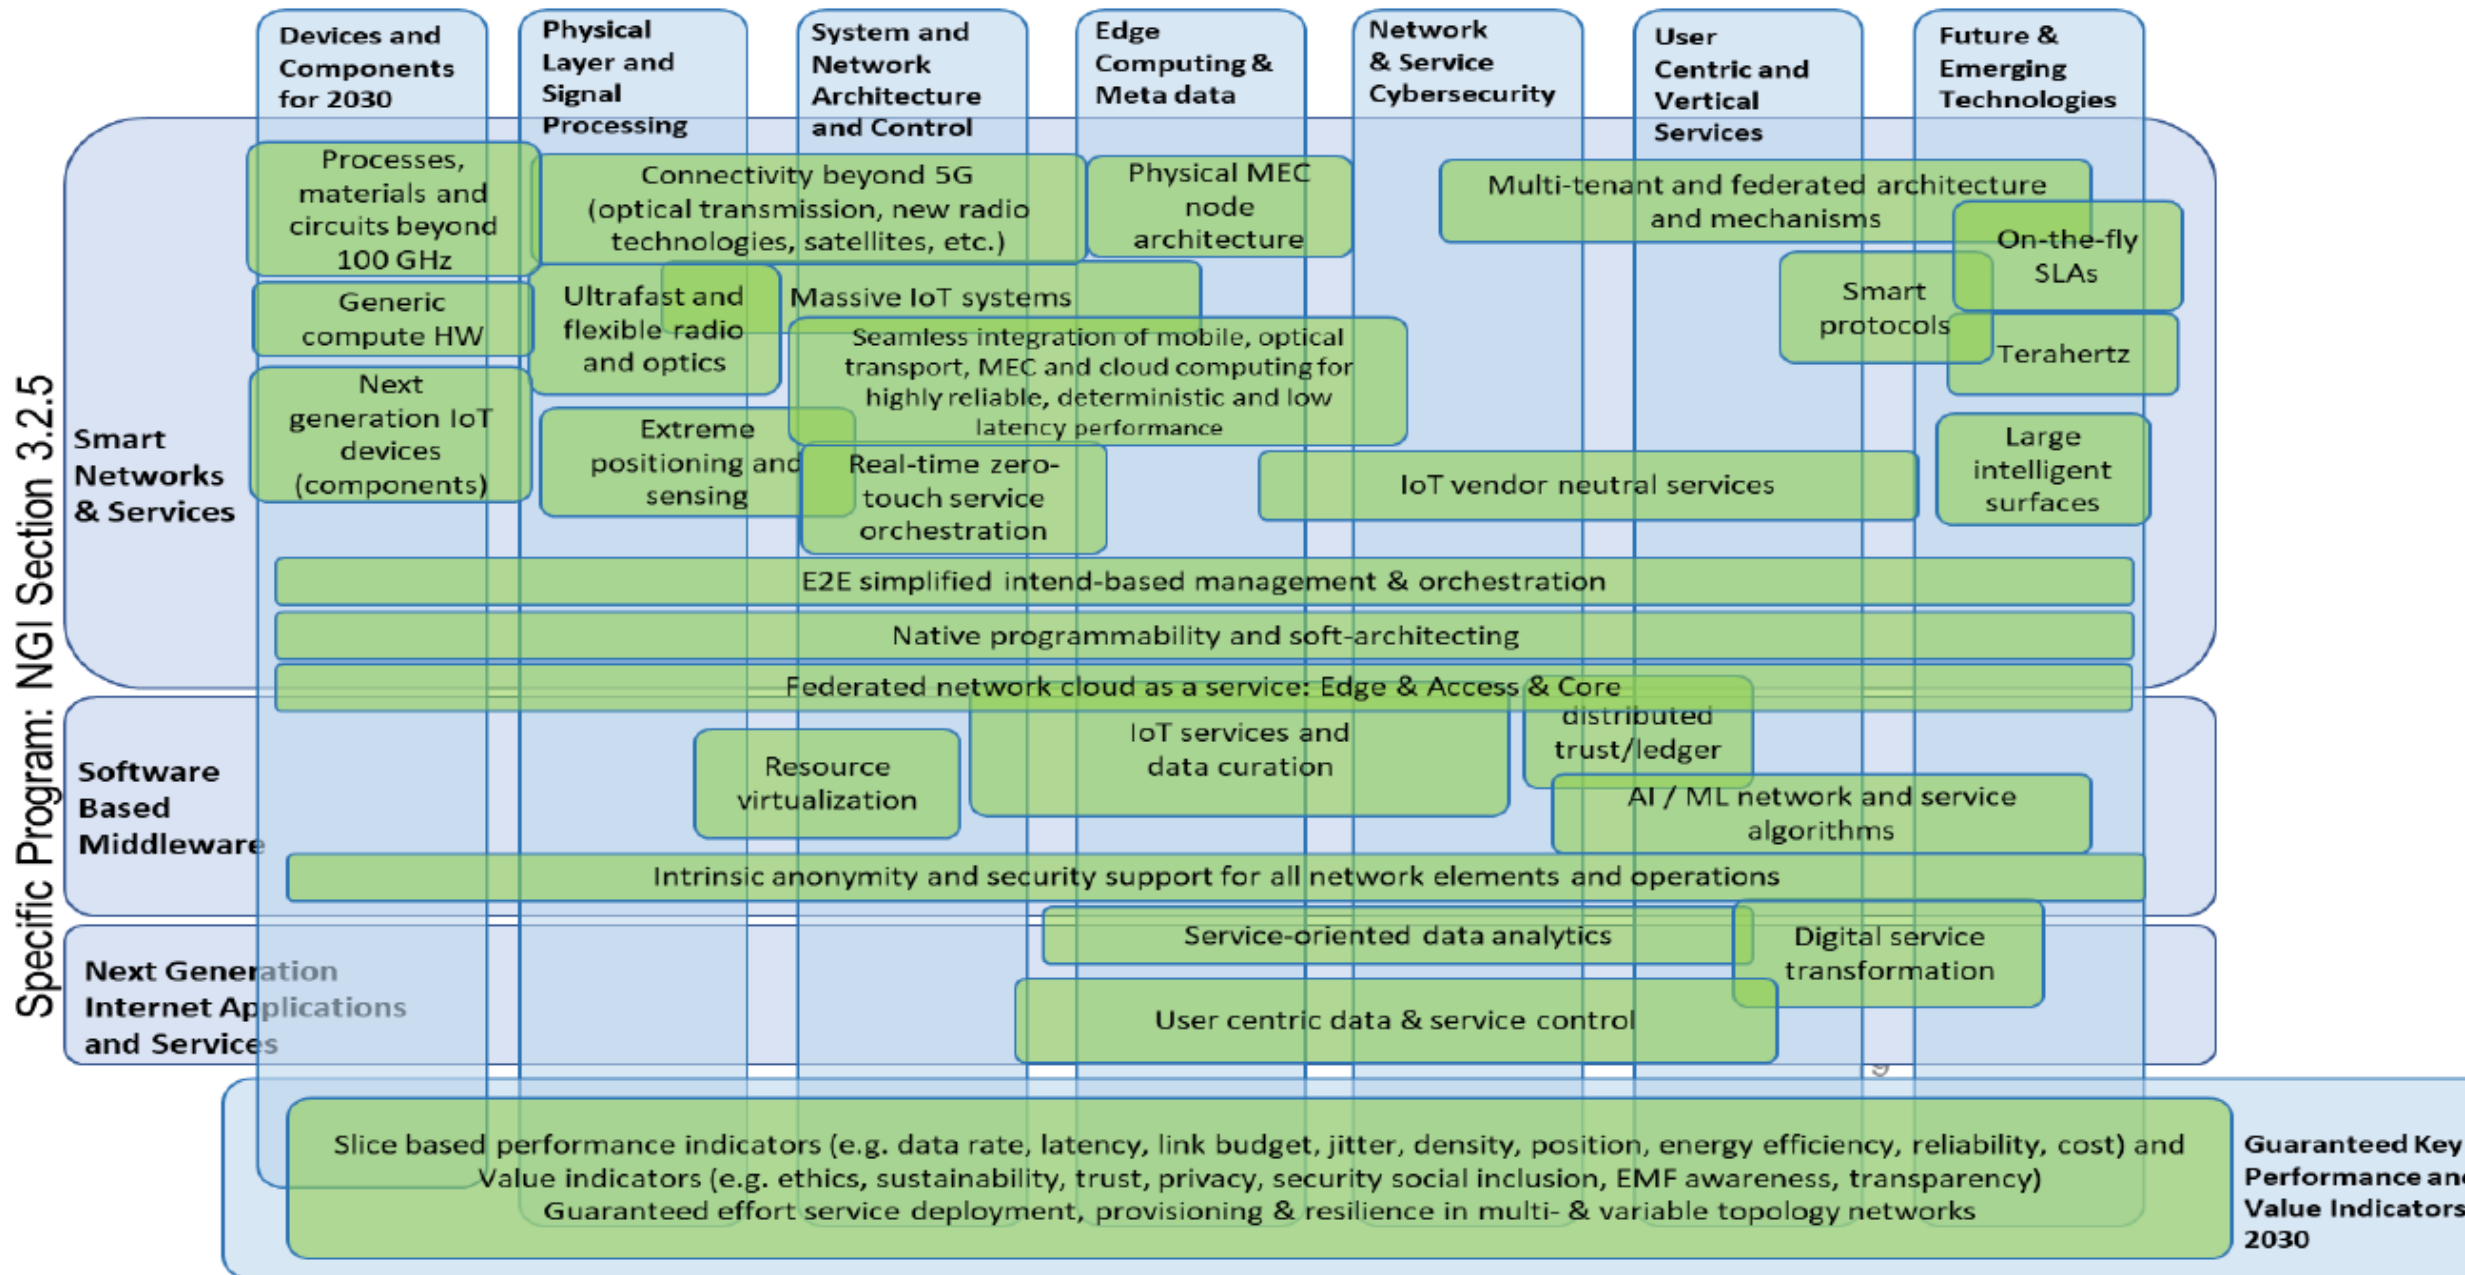 Devices and
Components
for 2030
Physical
Layer and
Signal
Processing
System and
Network
Architecture
and Control
Edge
Computing &
Meta data
Network
& Service
Cybersecurity
User
Centric and
Vertical
Services
Future &
Emerging
Technologies
Specific Program: NGI Section 3.2.5
Smart
Networks
& Services
Processes,
materials and
circuits beyond
100 GHz
Connectivity beyond 5G
(optical transmission, new radio
technologies, satellites, etc.)
Physical MEC
node
architecture
Multi-tenant and federated architecture
and mechanisms
On-the-fly
SLAs
Generic
compute HW
Ultrafast and
flexible radio
and optics
Massive IoT systems
Smart
protocols
Seamless integration of mobile, optical
transport, MEC and cloud computing for
highly reliable, deterministic and low
latency performance
Terahertz
Next
generation IoT
devices
(components)
Extreme
positioning and
sensing
Real-time zero-
touch service
orchestration
IoT vendor neutral services
Large
intelligent
surfaces
E2E simplified intend-based management & orchestration
Native programmability and soft-architecting
Federated network cloud as a service: Edge & Access & Core
Software
Based
Middleware
Resource
virtualization
IoT services and
data curation
distributed
trust/ledger
AI / ML network and service
algorithms
Intrinsic anonymity and security support for all network elements and operations
Next Generation
Internet Applications
and Services
Service-oriented data analytics
Digital service
transformation
User centric data & service control
9
Slice based performance indicators (e.g. data rate, latency, link budget, jitter, density, position, energy efficiency, reliability, cost) and
Value indicators (e.g. ethics, sustainability, trust, privacy, security social inclusion, EMF awareness, transparency)
Guaranteed effort service deployment, provisioning & resilience in multi- & variable topology networks
Guaranteed Key
Performance and
Value Indicators
2030